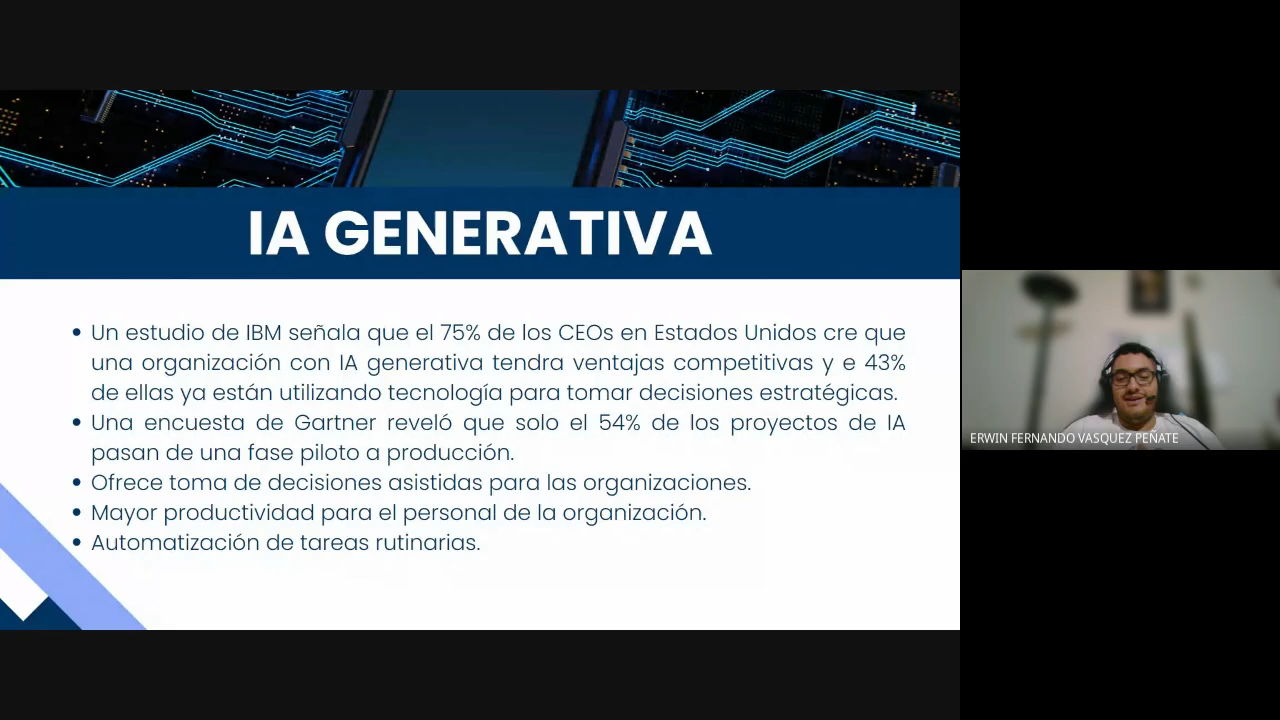 IA GENERATIVA
• Un estudio de IBM señala que el 75% de los CEOs en Estados Unidos cre que
una organización con IA generativa tendra ventajas competitivas y e 43%
de ellas ya están utilizando tecnología para tomar decisiones estratégicas.
• Una encuesta de Gartner reveló que solo el 54% de los proyectos de IA
pasan de una fase piloto a producción.
• Ofrece toma de decisiones asistidas para las organizaciones.
• Mayor productividad para el personal de la organización.
• Automatización de tareas rutinarias.
ERWIN FERNANDO VASQUEZ PEÑATE